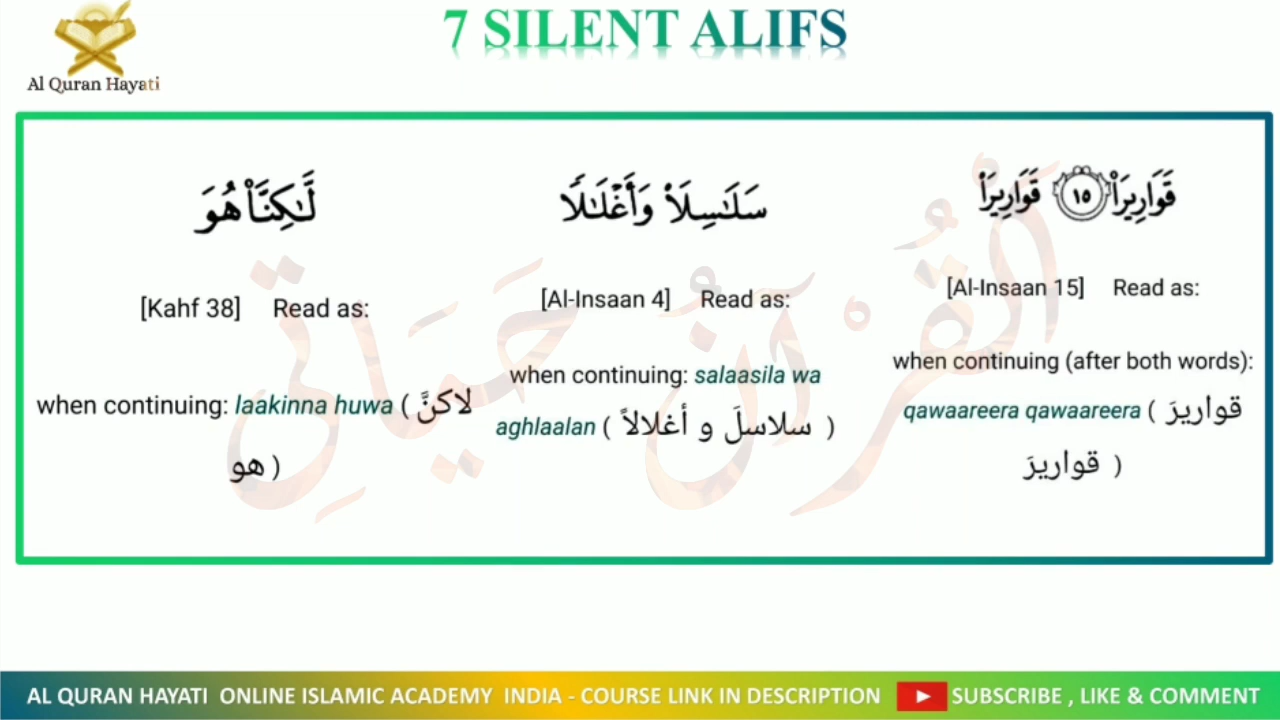 7 SILENT ALIFS
Al Quran Hayati
لَّٰكِنَّا۠ هُوَ
[Kahf 38] Read as:
when continuing: laakinna huwa ( لاكنَّ
هو )
سَلَٰسِلَا۟ وَأَغْلَٰلًا
[Al-Insaan 4] Read as:
when continuing: salaasila wa
aghlaalan ( سلاسلَ و أغلالاً )
قَوَارِيرَا۠ ١٥ قَوَارِيرَا۟
[Al-Insaan 15] Read as:
when continuing (after both words):
qawaareera qawaareera ( قواريرَ
قواريرَ )
القُرآنُ حَيَاتِي
AL QURAN HAYATI ONLINE ISLAMIC ACADEMY INDIA - COURSE LINK IN DESCRIPTION SUBSCRIBE , LIKE & COMMENT